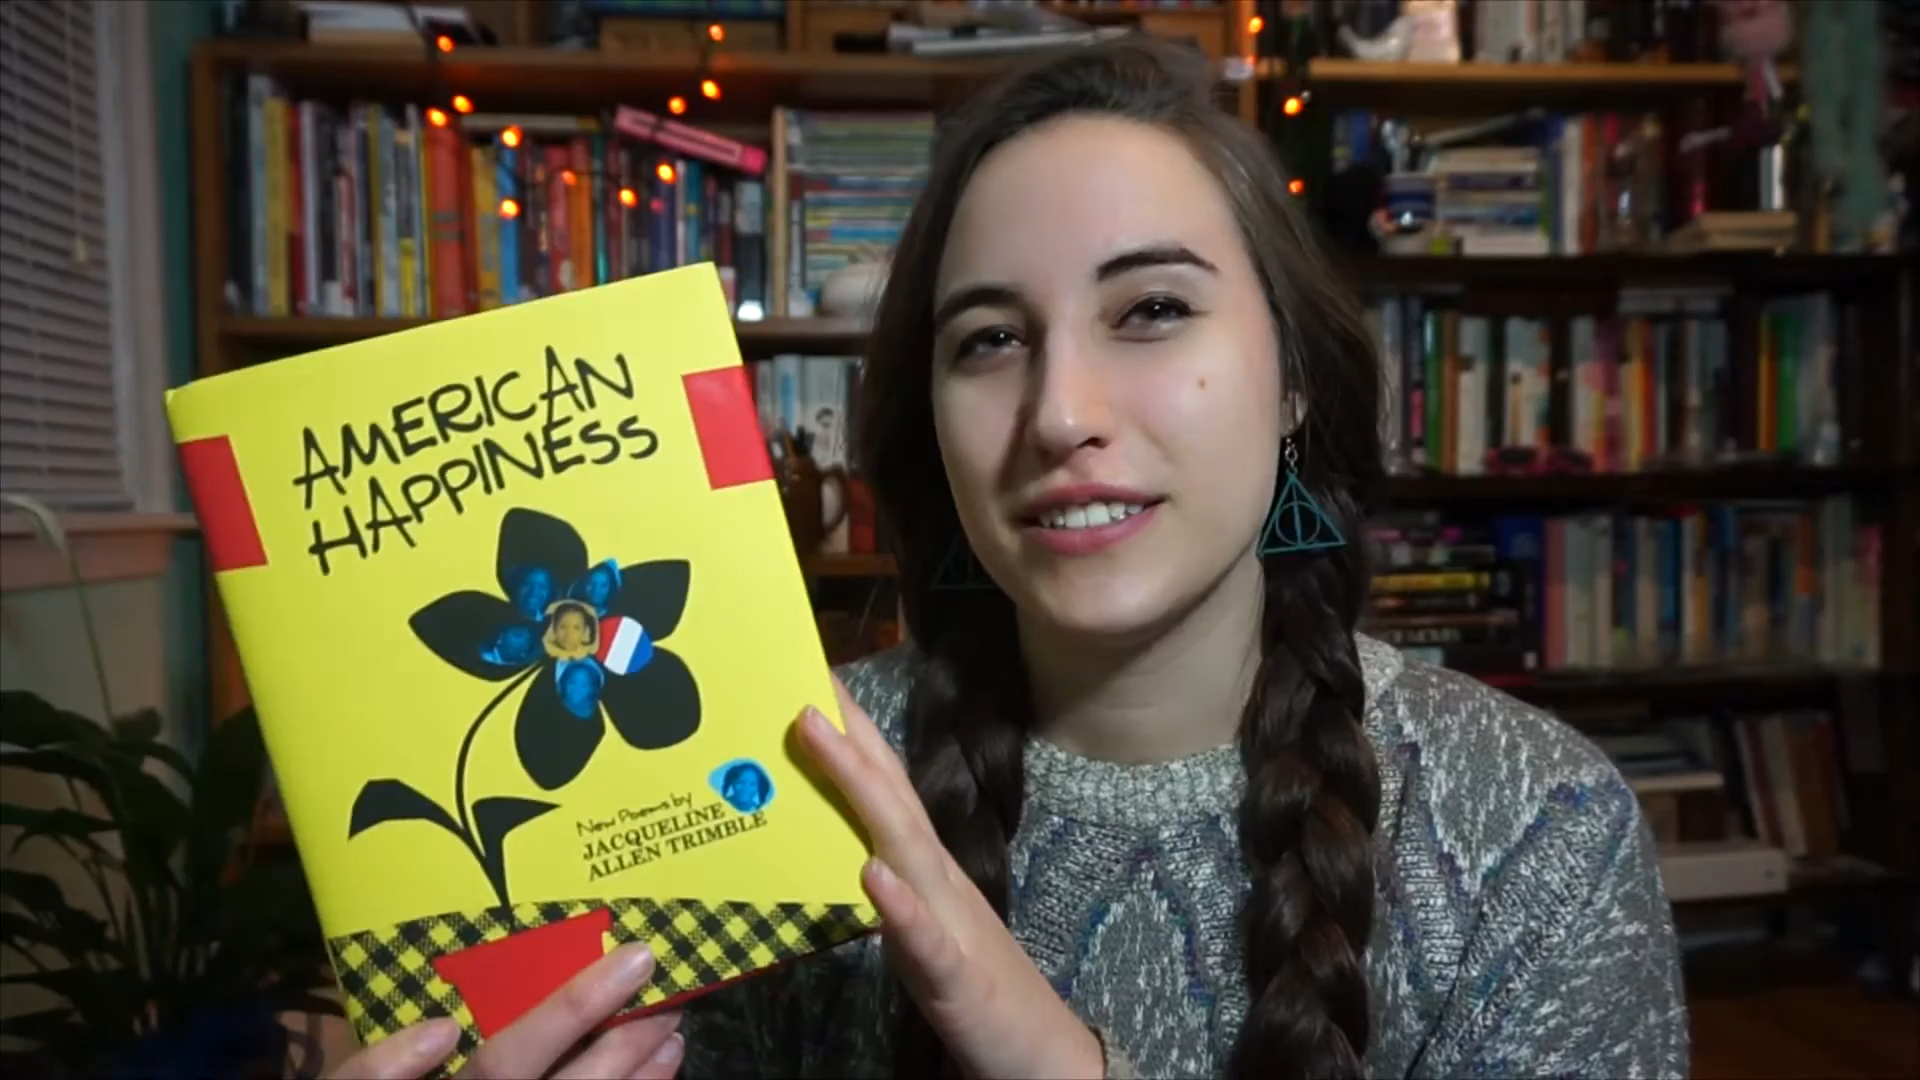 AMERICAN
HAPPINESS
New Poems by
JACQUELINE
ALLEN TRIMBLE